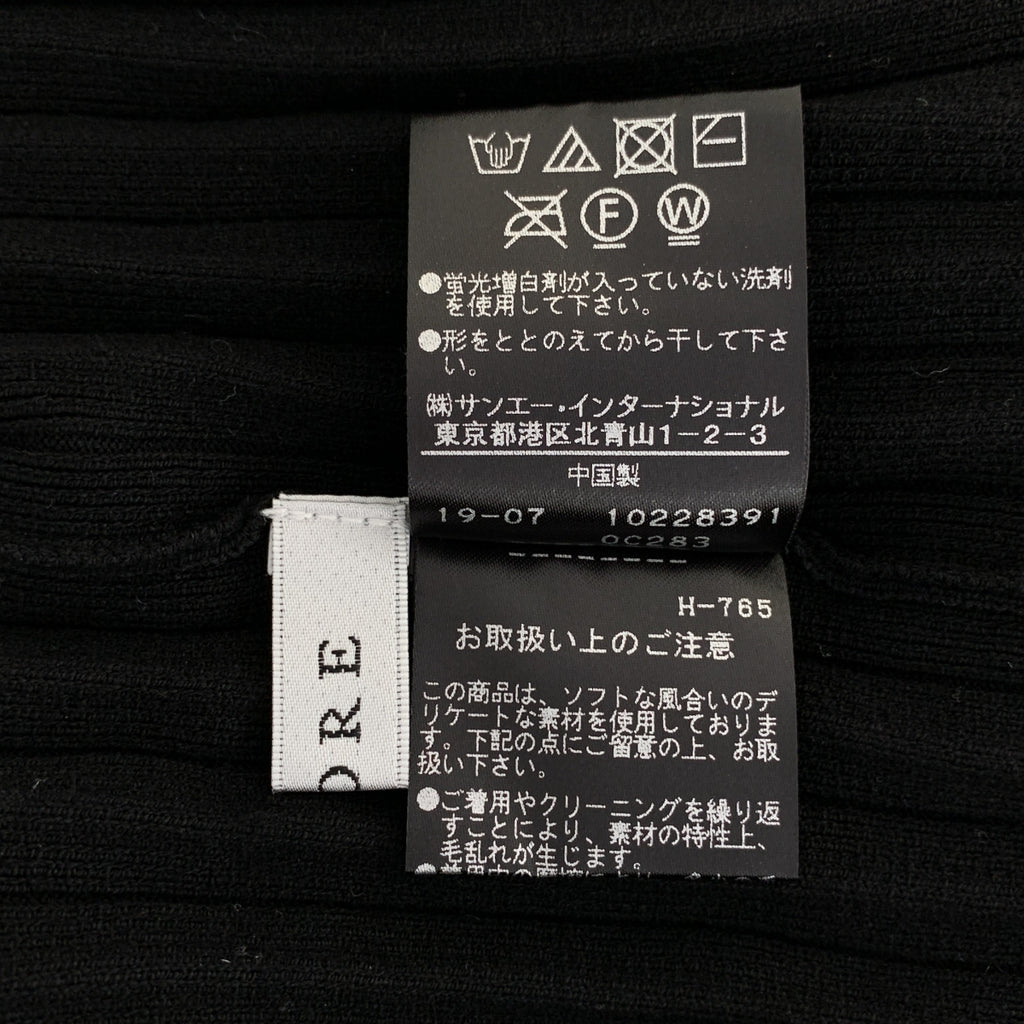 F W
●蛍光増白剤が入っていない洗剤
を使用して下さい。
●形をととのえてから干して下さ
い。
㈱サンエー・インターナショナル
東京都港区北青山1-2-3
中国製
19-07 10228391
0C283
H-765
お取扱い上のご注意
この商品は、ソフトな風合いのデ
リケートな素材を使用しておりま
す。下記の点にご留意の上、お取
扱い下さい。
●ご着用やクリーニングを繰り返
すことにより、素材の特性上、
毛乱れが生じます。
ORE